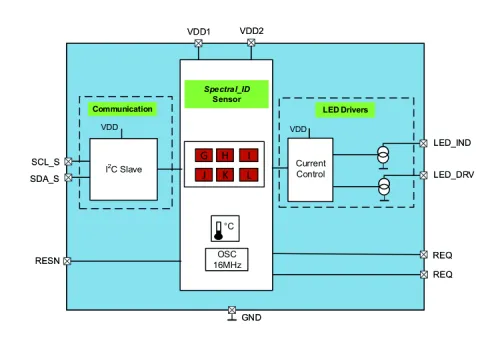 VDD1
VDD2
Spectral_ID
Sensor
Communication
LED Drivers
VDD
VDD
LED_IND
G H I
SCL_S
I²C Slave
Current
Control
J K L
LED_DRV
SDA_S
°C
OSC
16MHz
RESN
REQ
REQ
GND